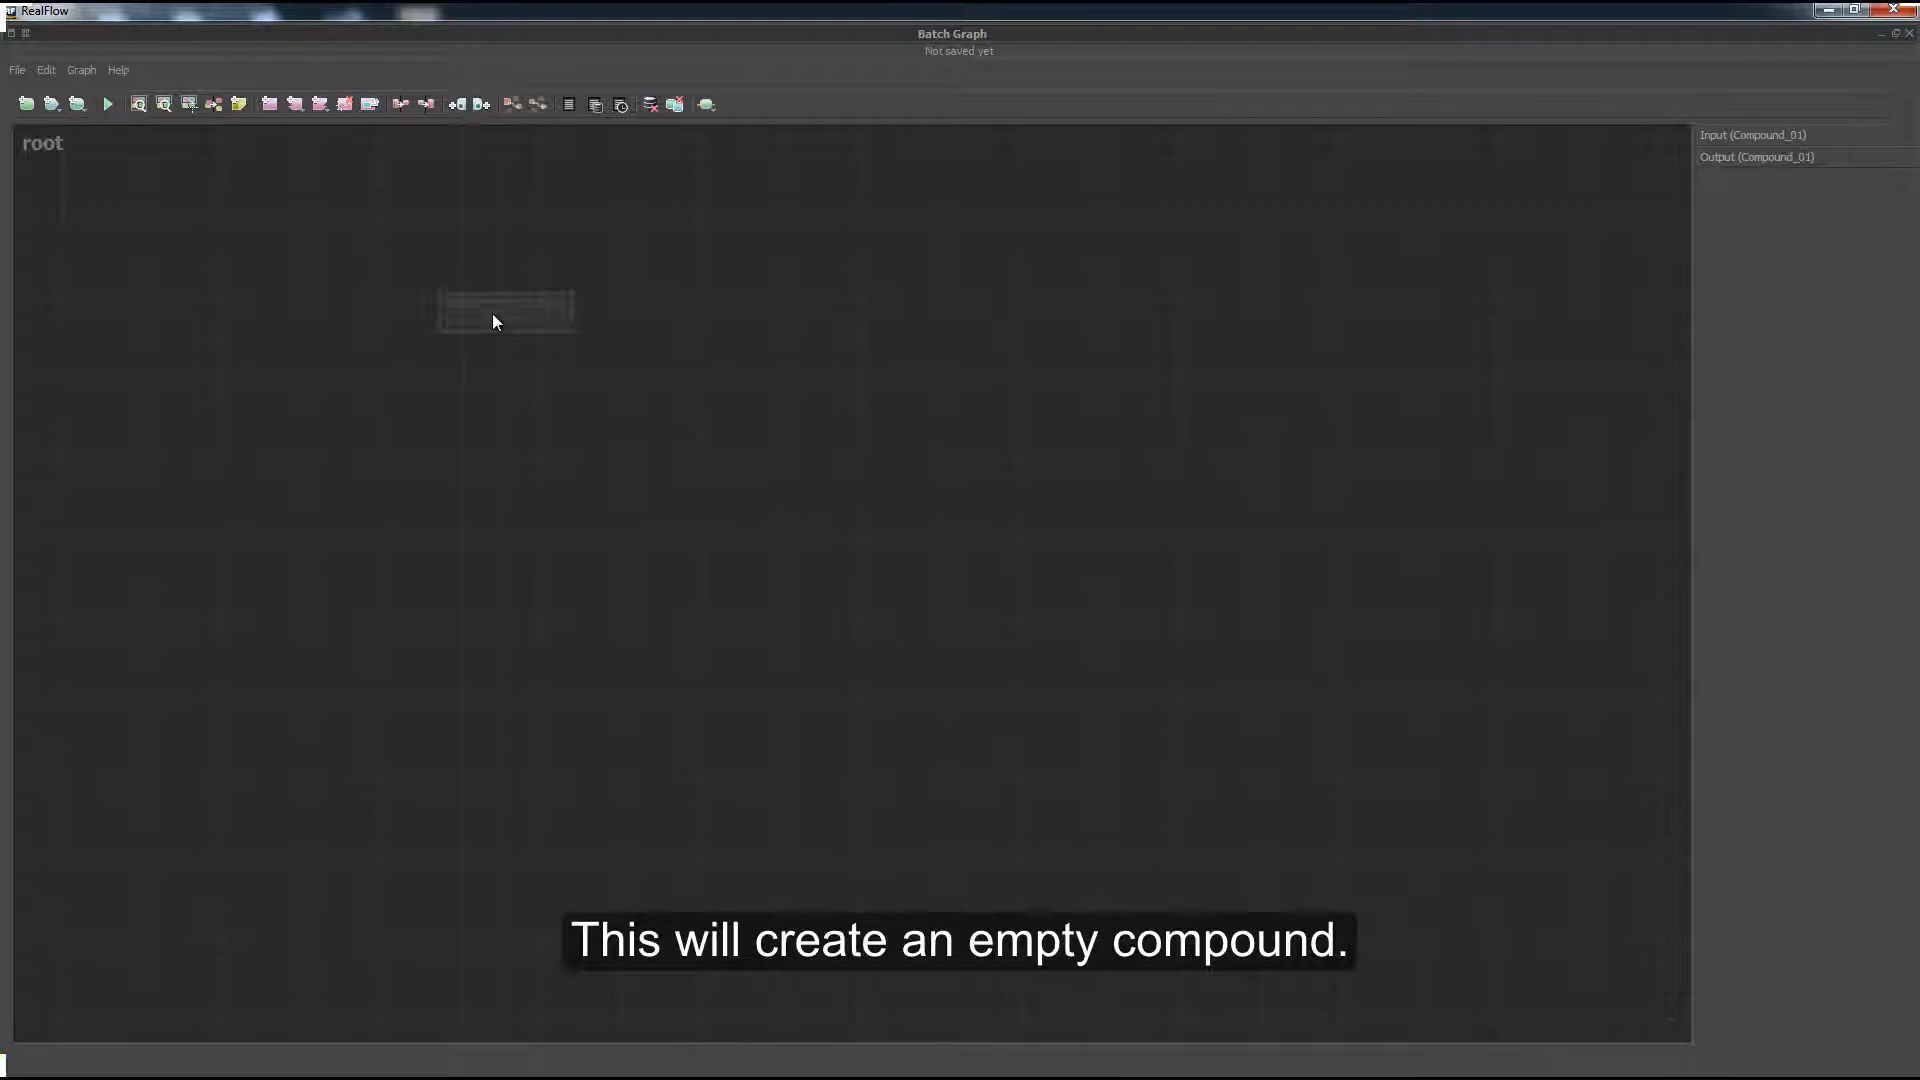 RealFlow
Batch Graph
Not saved yet
File Edit Graph Help
root
Input (Compound_01)
Output (Compound_01)
This will create an empty compound.